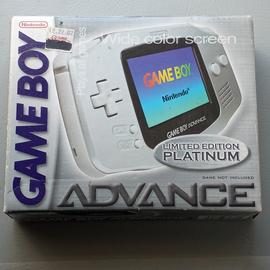 Nintendo
Wide color screen
GAME BOY
GAME BOY
Nintendo
GAME BOY ADVANCE
LIMITED EDITION
PLATINUM
GAME NOT INCLUDED
ADVANCE